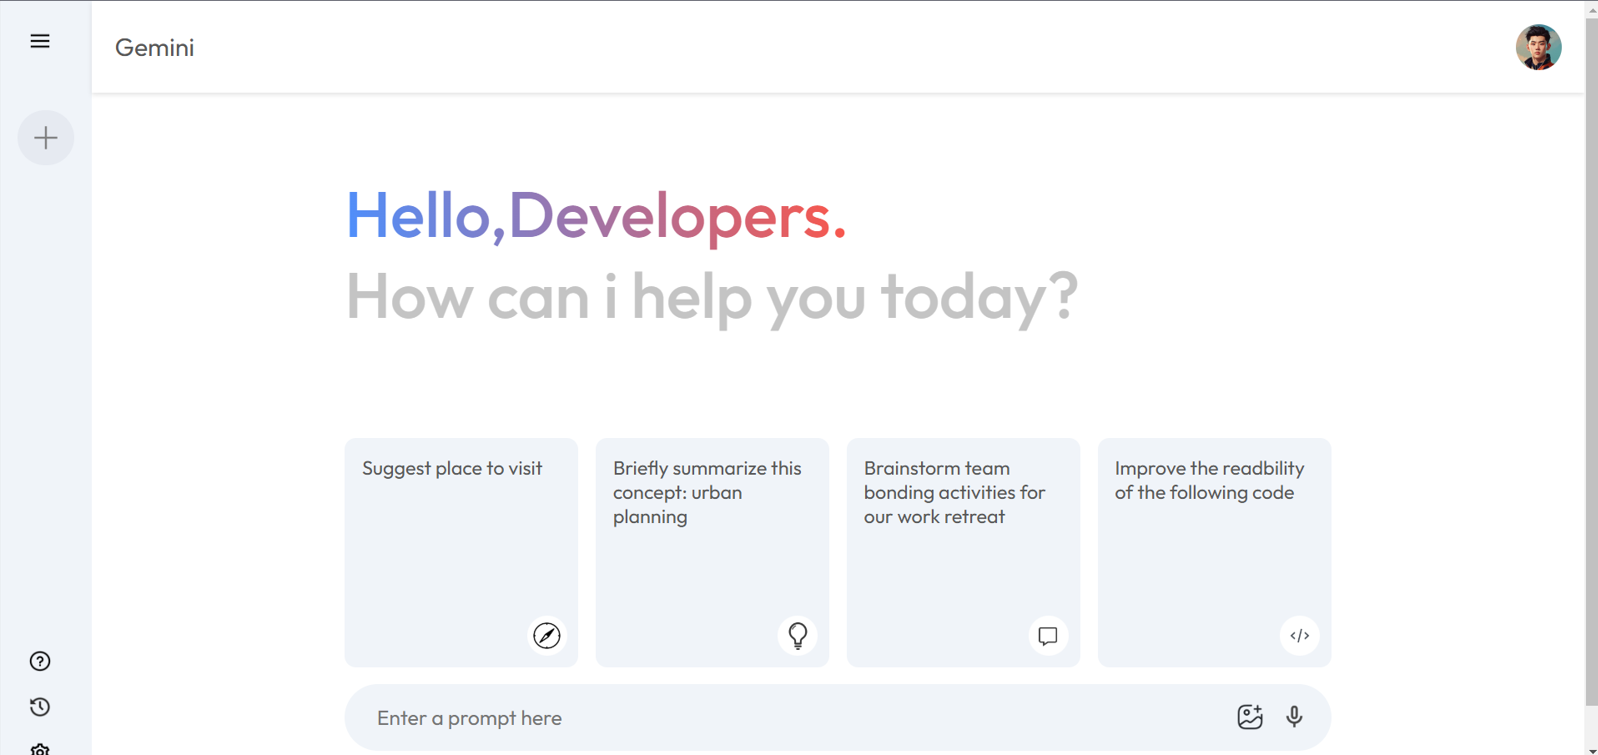 Gemini
Hello,Developers.
How can i help you today?
Suggest place to visit
Briefly summarize this
concept: urban
planning
Brainstorm team
bonding activities for
our work retreat
Improve the readbility
of the following code
</>
Enter a prompt here